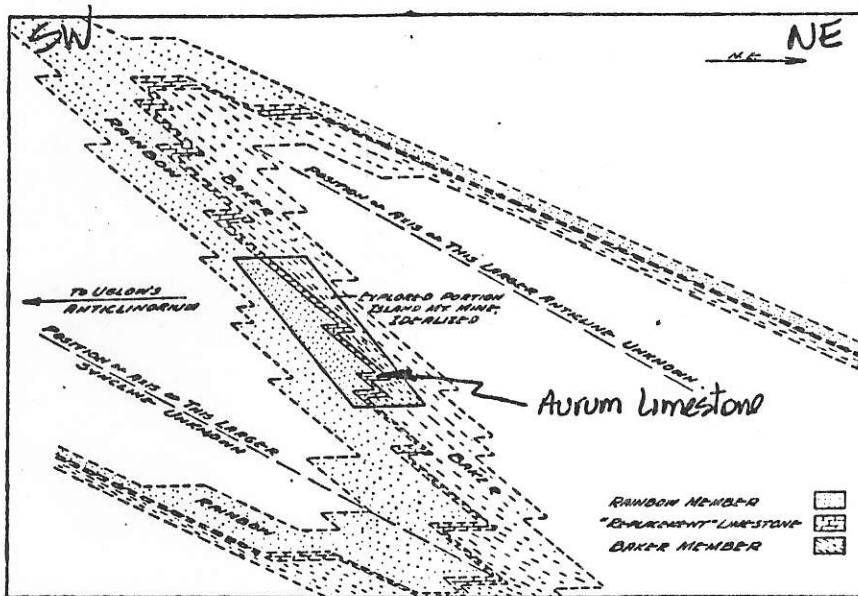 SW
NE
N.E.
RAINBOW
BAKER
POSITION OF AXIS OF THIS LARGER ANTICLINE UNKNOWN
TO UGLOW'S
ANTICLINORIUM
EXPLORED PORTION
ISLAND MT. MINE,
IDEALIZED
POSITION OF AXIS OF THIS LARGER
SYNCLINE UNKNOWN
Aurum Limestone
BAKER
RAINBOW
RAINBOW MEMBER
"REPLACEMENT" LIMESTONE
BAKER MEMBER